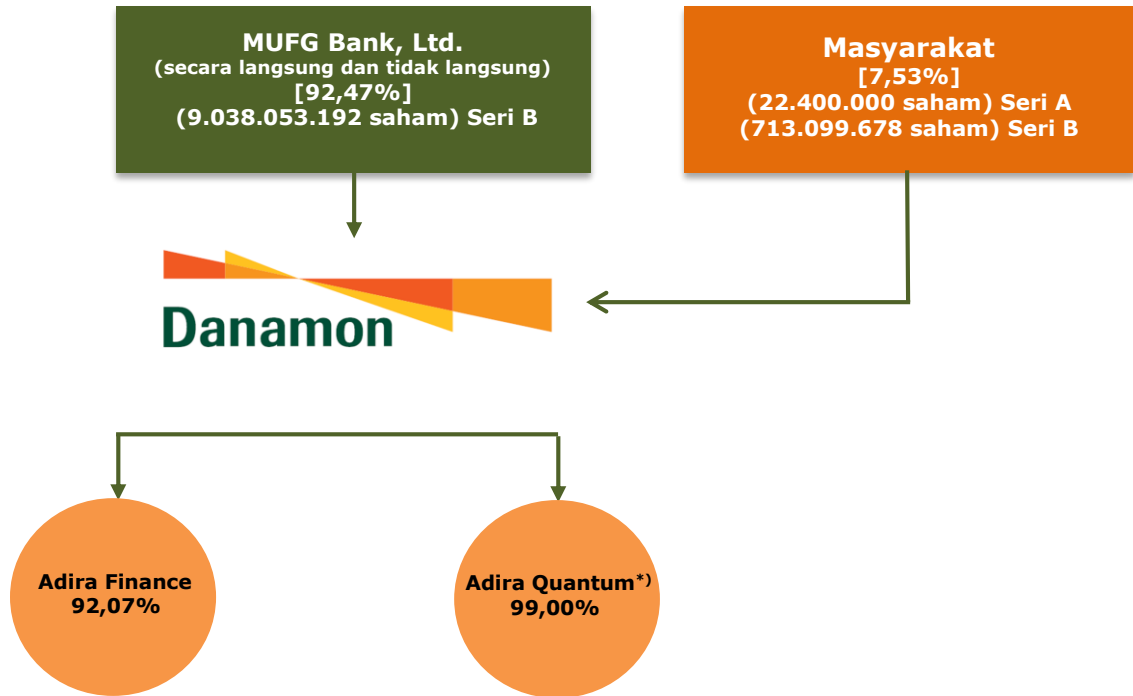 MUFG Bank, Ltd.
(secara langsung dan tidak langsung)
[92,47%]
(9.038.053.192 saham) Seri B
Masyarakat
[7,53%]
(22.400.000 saham) Seri A
(713.099.678 saham) Seri B
Danamon
Adira Finance
92,07%
Adira Quantum*)
99,00%